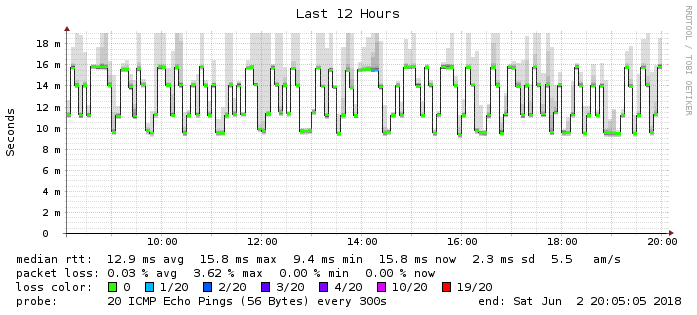 Last 12 Hours
RRDTOOL / TOBI OETIKER
Seconds
18 m
16 m
14 m
12 m
10 m
8 m
6 m
4 m
2 m
0
10:00 12:00 14:00 16:00 18:00 20:00
median rtt: 12.9 ms avg 15.8 ms max 9.4 ms min 15.8 ms now 2.3 ms sd 5.5 am/s
packet loss: 0.03 % avg 3.62 % max 0.00 % min 0.00 % now
loss color: 0 1/20 2/20 3/20 4/20 10/20 19/20
probe: 20 ICMP Echo Pings (56 Bytes) every 300s end: Sat Jun 2 20:05:05 2018